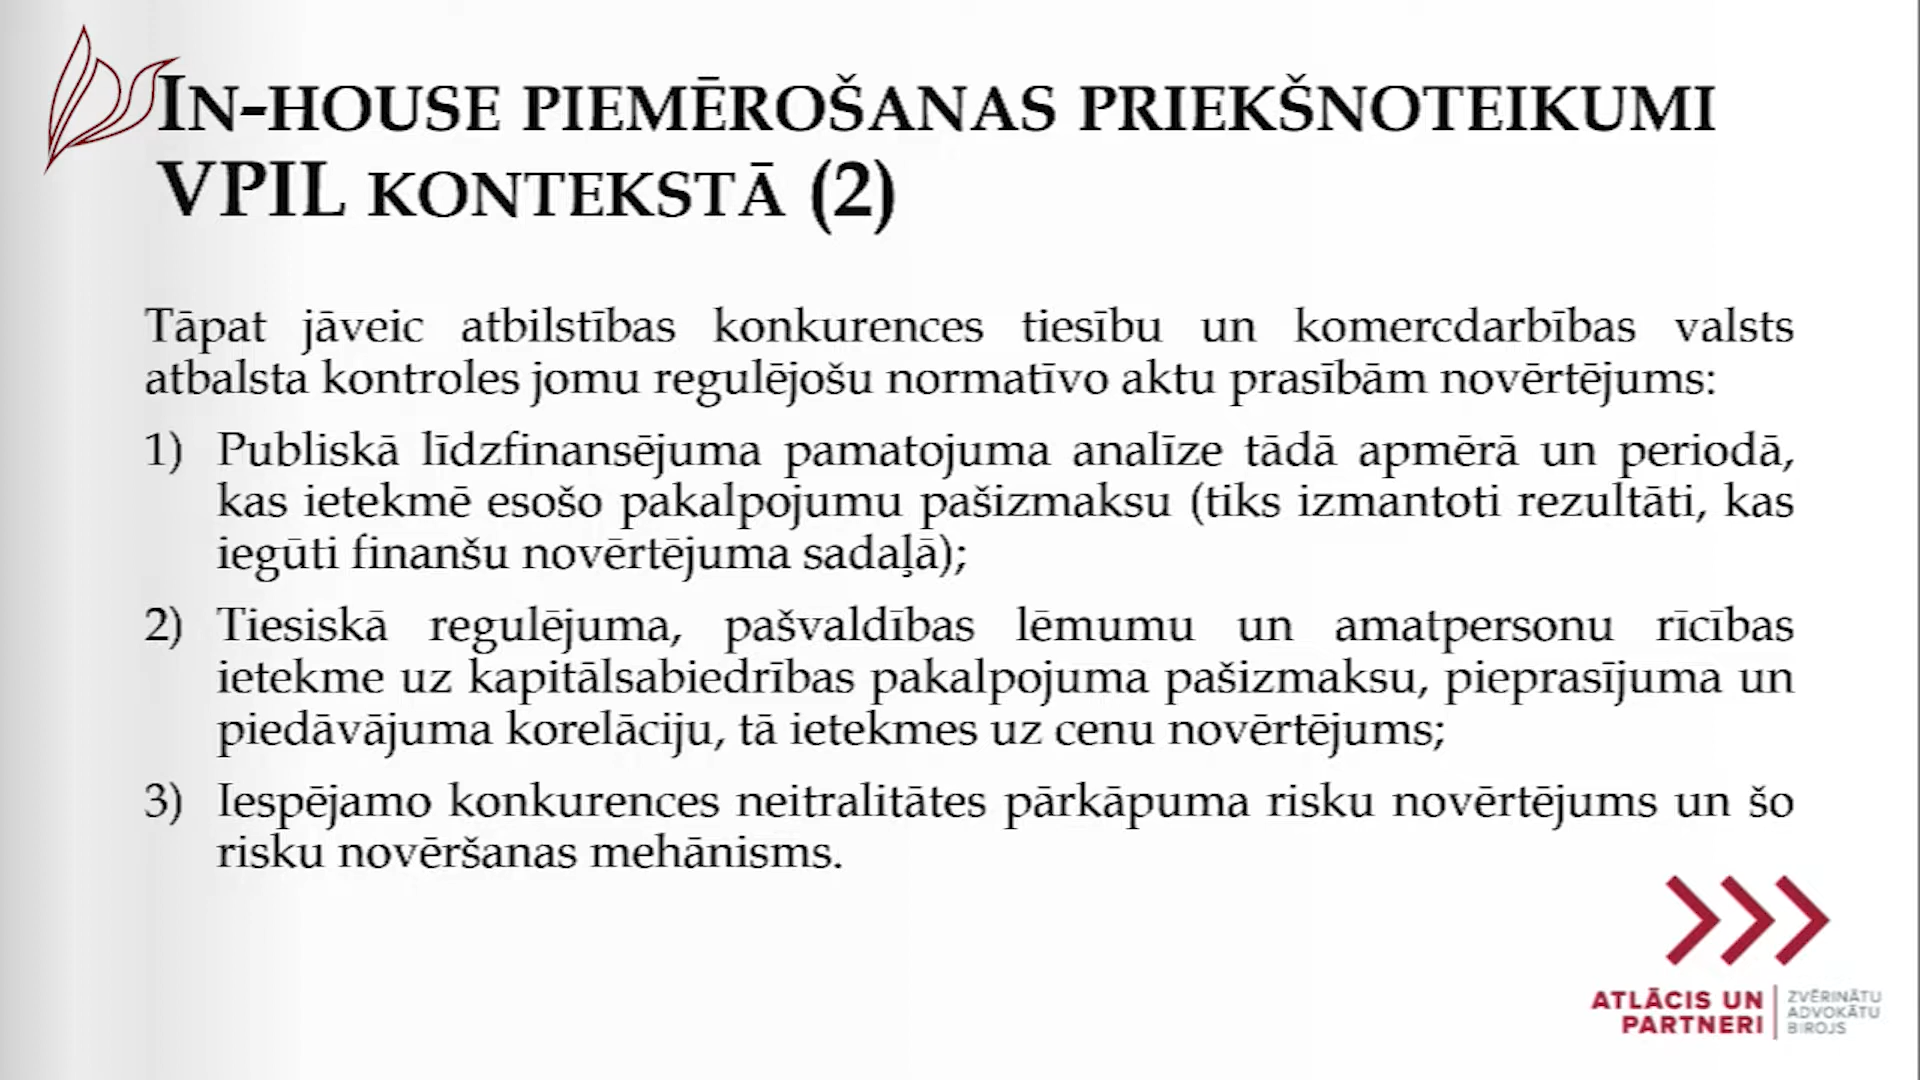 IN-HOUSE PIEMĒROŠANAS PRIEKŠNOTEIKUMI
VPIL KONTEKSTĀ (2)
Tāpat jāveic atbilstības konkurences tiesību un komercdarbības valsts
atbalsta kontroles jomu regulējošu normatīvo aktu prasībām novērtējums:
1) Publiskā līdzfinansējuma pamatojuma analīze tādā apmērā un periodā,
kas ietekmē esošo pakalpojumu pašizmaksu (tiks izmantoti rezultāti, kas
iegūti finanšu novērtējuma sadaļā);
2) Tiesiskā regulējuma, pašvaldības lēmumu un amatpersonu rīcības
ietekme uz kapitālsabiedrības pakalpojuma pašizmaksu, pieprasījuma un
piedāvājuma korelāciju, tā ietekmes uz cenu novērtējums;
3) Iespējamo konkurences neitralitātes pārkāpuma risku novērtējums un šo
risku novēršanas mehānisms.
ATLĀCIS UN
PARTNERI
ZVĒRINĀTU
ADVOKĀTU
BIROJS